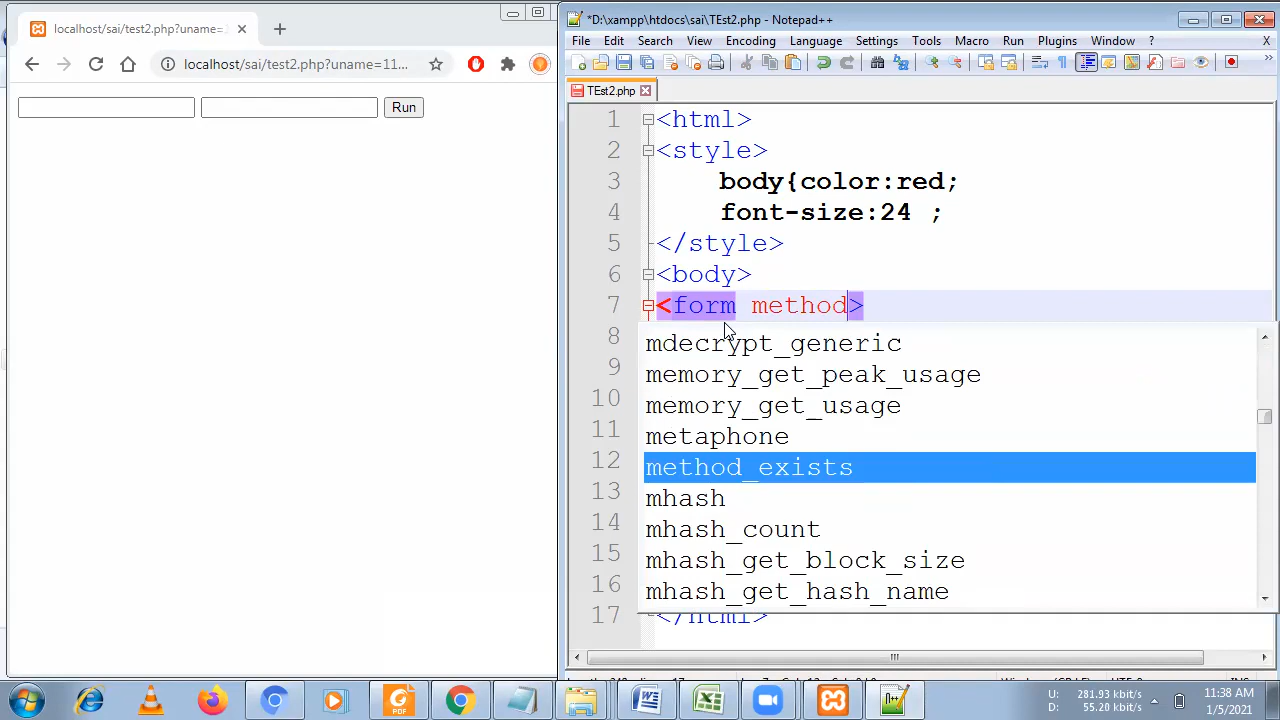 localhost/sai/test2.php?uname=
localhost/sai/test2.php?uname=11...
Run
*D:\xampp\htdocs\sai\TEst2.php - Notepad++
File Edit Search View Encoding Language Settings Tools Macro Run Plugins Window ? X
TEst2.php
1 <html>
2 <style>
3 body{color:red;
4 font-size:24 ;
5 </style>
6 <body>
7 <form method>
8 mdecrypt_generic
9 memory_get_peak_usage
10 memory_get_usage
11 metaphone
12 method_exists
13 mhash
14 mhash_count
15 mhash_get_block_size
16 mhash_get_hash_name
17 </html>
PDF
U: 281.93 kbit/s
D: 55.20 kbit/s
11:38 AM
1/5/2021